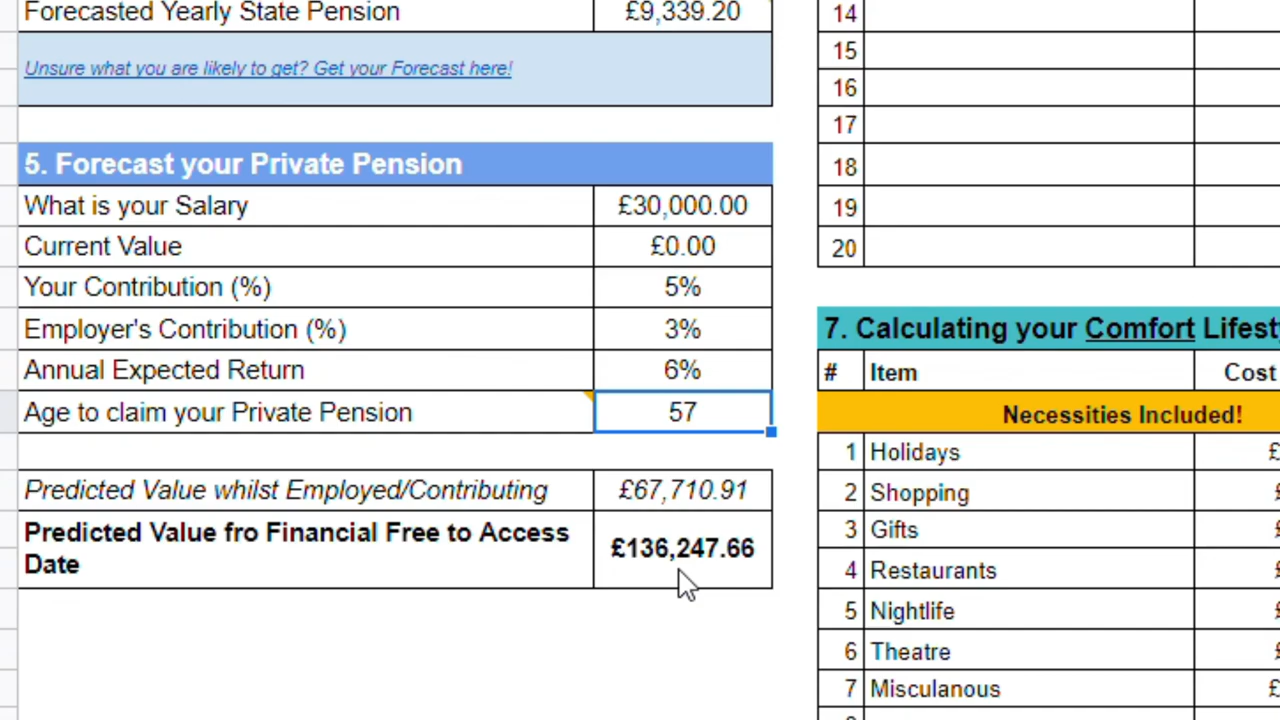 Forecasted Yearly State Pension £9,339.20
Unsure what you are likely to get? Get your Forecast here!
5. Forecast your Private Pension
What is your Salary £30,000.00
Current Value £0.00
Your Contribution (%) 5%
Employer's Contribution (%) 3%
Annual Expected Return 6%
Age to claim your Private Pension 57
Predicted Value whilst Employed/Contributing £67,710.91
Predicted Value fro Financial Free to Access
Date £136,247.66
14
15
16
17
18
19
20
7. Calculating your Comfort Lifest
# Item Cost
Necessities Included!
1 Holidays £
2 Shopping £
3 Gifts £
4 Restaurants £
5 Nightlife £
6 Theatre £
7 Misculanous £